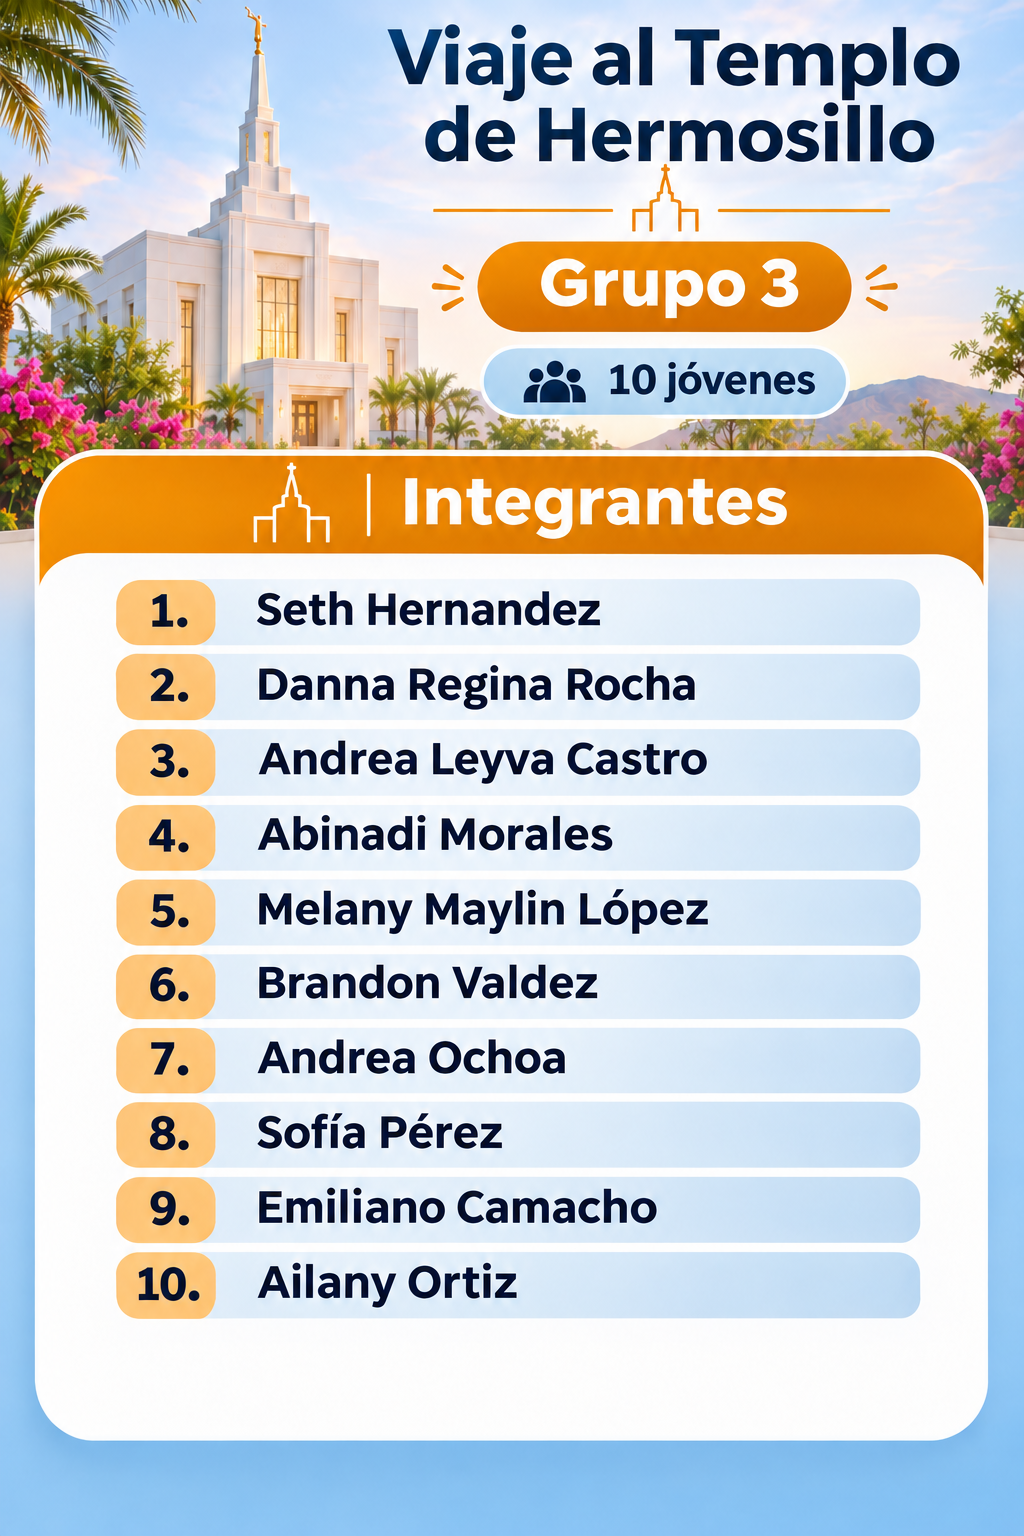 Viaje al Templo
de Hermosillo
Grupo 3
10 jóvenes
Integrantes
1. Seth Hernandez
2. Danna Regina Rocha
3. Andrea Leyva Castro
4. Abinadi Morales
5. Melany Maylin López
6. Brandon Valdez
7. Andrea Ochoa
8. Sofía Pérez
9. Emiliano Camacho
10. Ailany Ortiz